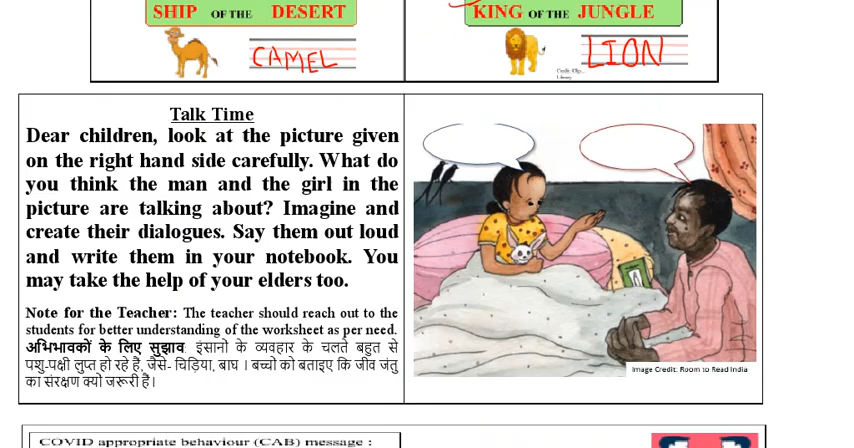 SHIP OF THE DESERT
KING OF THE JUNGLE
CAMEL
LION
Talk Time
Dear children, look at the picture given
on the right hand side carefully. What do
you think the man and the girl in the
picture are talking about? Imagine and
create their dialogues. Say them out loud
and write them in your notebook. You
may take the help of your elders too.
Note for the Teacher: The teacher should reach out to the
students for better understanding of the worksheet as per need.
अभिभावकों के लिए सुझाव: इंसानो के व्यवहार के चलते बहुत से
पशु-पक्षी लुप्त हो रहे हैं, जैसे- चिड़िया, बाघ । बच्चो को बताइए कि जीव जंतु
का संरक्षण क्यो जरूरी हैं।
Image Credit: Room to Read India
COVID appropriate behaviour (CAB) message :